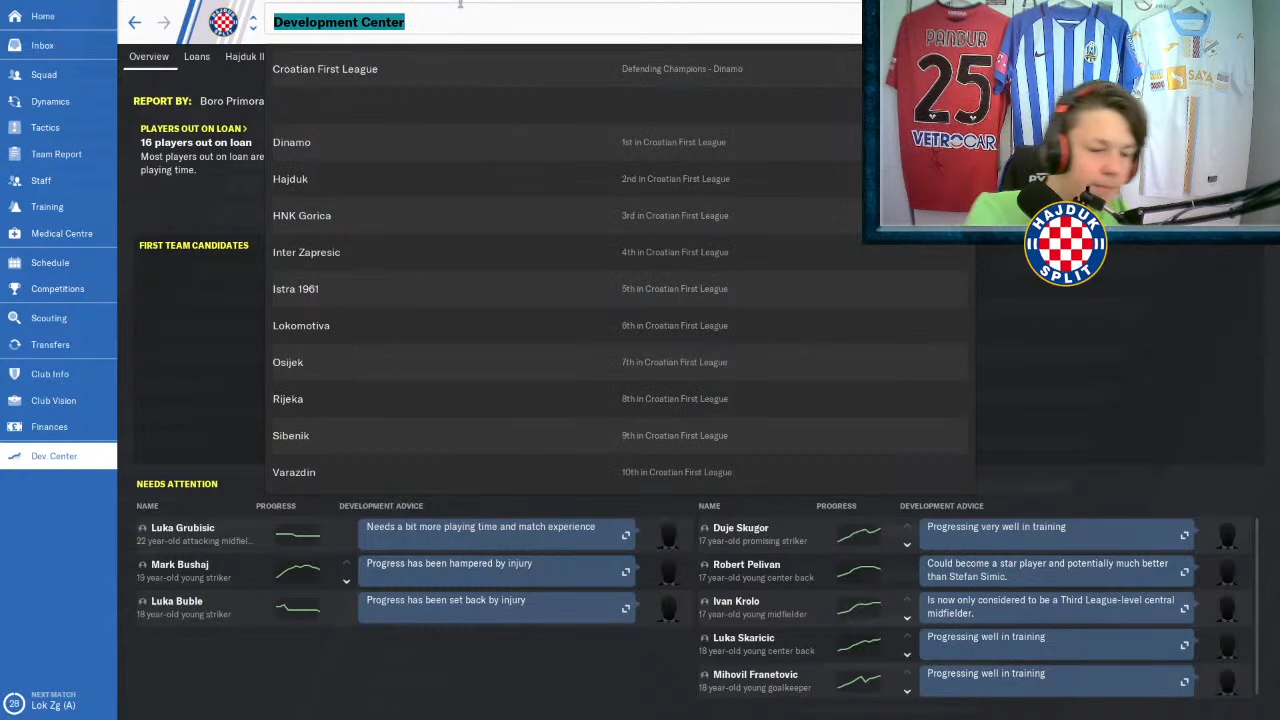 Home
Inbox
Squad
Dynamics
Tactics
Team Report
Staff
Training
Medical Centre
Schedule
Competitions
Scouting
Transfers
Club Info
Club Vision
Finances
Dev. Center
28
NEXT MATCH
Lok Zg (A)
Development Center
Overview
Loans
Hajduk II
REPORT BY: Boro Primora
PLAYERS OUT ON LOAN >
16 players out on loan
Most players out on loan are
playing time.
FIRST TEAM CANDIDATES
Croatian First League
Defending Champions - Dinamo
Dinamo
1st in Croatian First League
Hajduk
2nd in Croatian First League
HNK Gorica
3rd in Croatian First League
Inter Zapresic
4th in Croatian First League
Istra 1961
5th in Croatian First League
Lokomotiva
6th in Croatian First League
Osijek
7th in Croatian First League
Rijeka
8th in Croatian First League
Sibenik
9th in Croatian First League
Varazdin
10th in Croatian First League
PANDUR
25
VETROCAR
SAVA
HAJDUK
SPLIT
NEEDS ATTENTION
NAME PROGRESS DEVELOPMENT ADVICE
Luka Grubisic
22 year-old attacking midfiel...
Needs a bit more playing time and match experience
Mark Bushaj
19 year-old young striker
Progress has been hampered by injury
Luka Buble
18 year-old young striker
Progress has been set back by injury
NAME PROGRESS DEVELOPMENT ADVICE
Duje Skugor
17 year-old promising striker
Progressing very well in training
Robert Pelivan
17 year-old young center back
Could become a star player and potentially much better
than Stefan Simic.
Ivan Krolo
17 year-old young midfielder
Is now only considered to be a Third League-level central
midfielder.
Luka Skaricic
18 year-old young center back
Progressing well in training
Mihovil Franetovic
18 year-old young goalkeeper
Progressing well in training